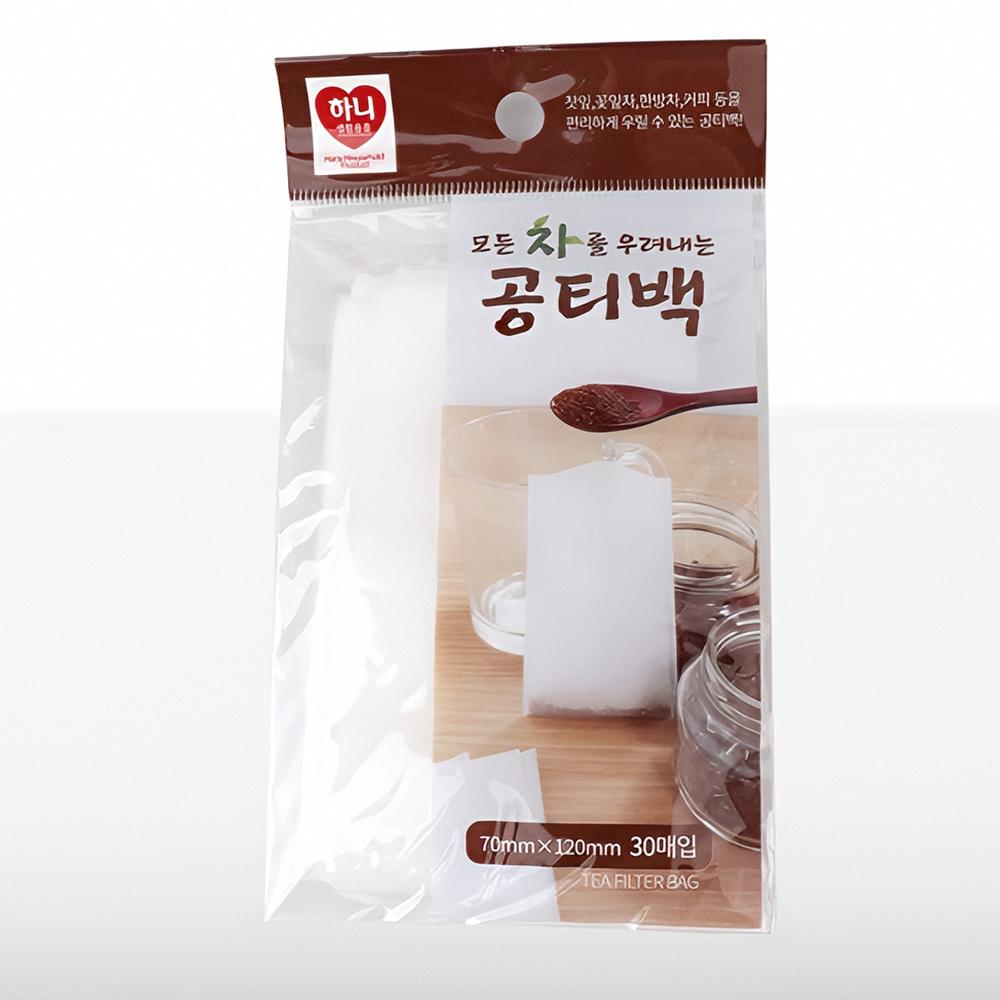 하니
찻잎,꽃잎차,한방차,커피 등을
편리하게 우릴 수 있는 공티백!
모든 차를 우려내는
공티백
70mm×120mm 30매입
TEA FILTER BAG